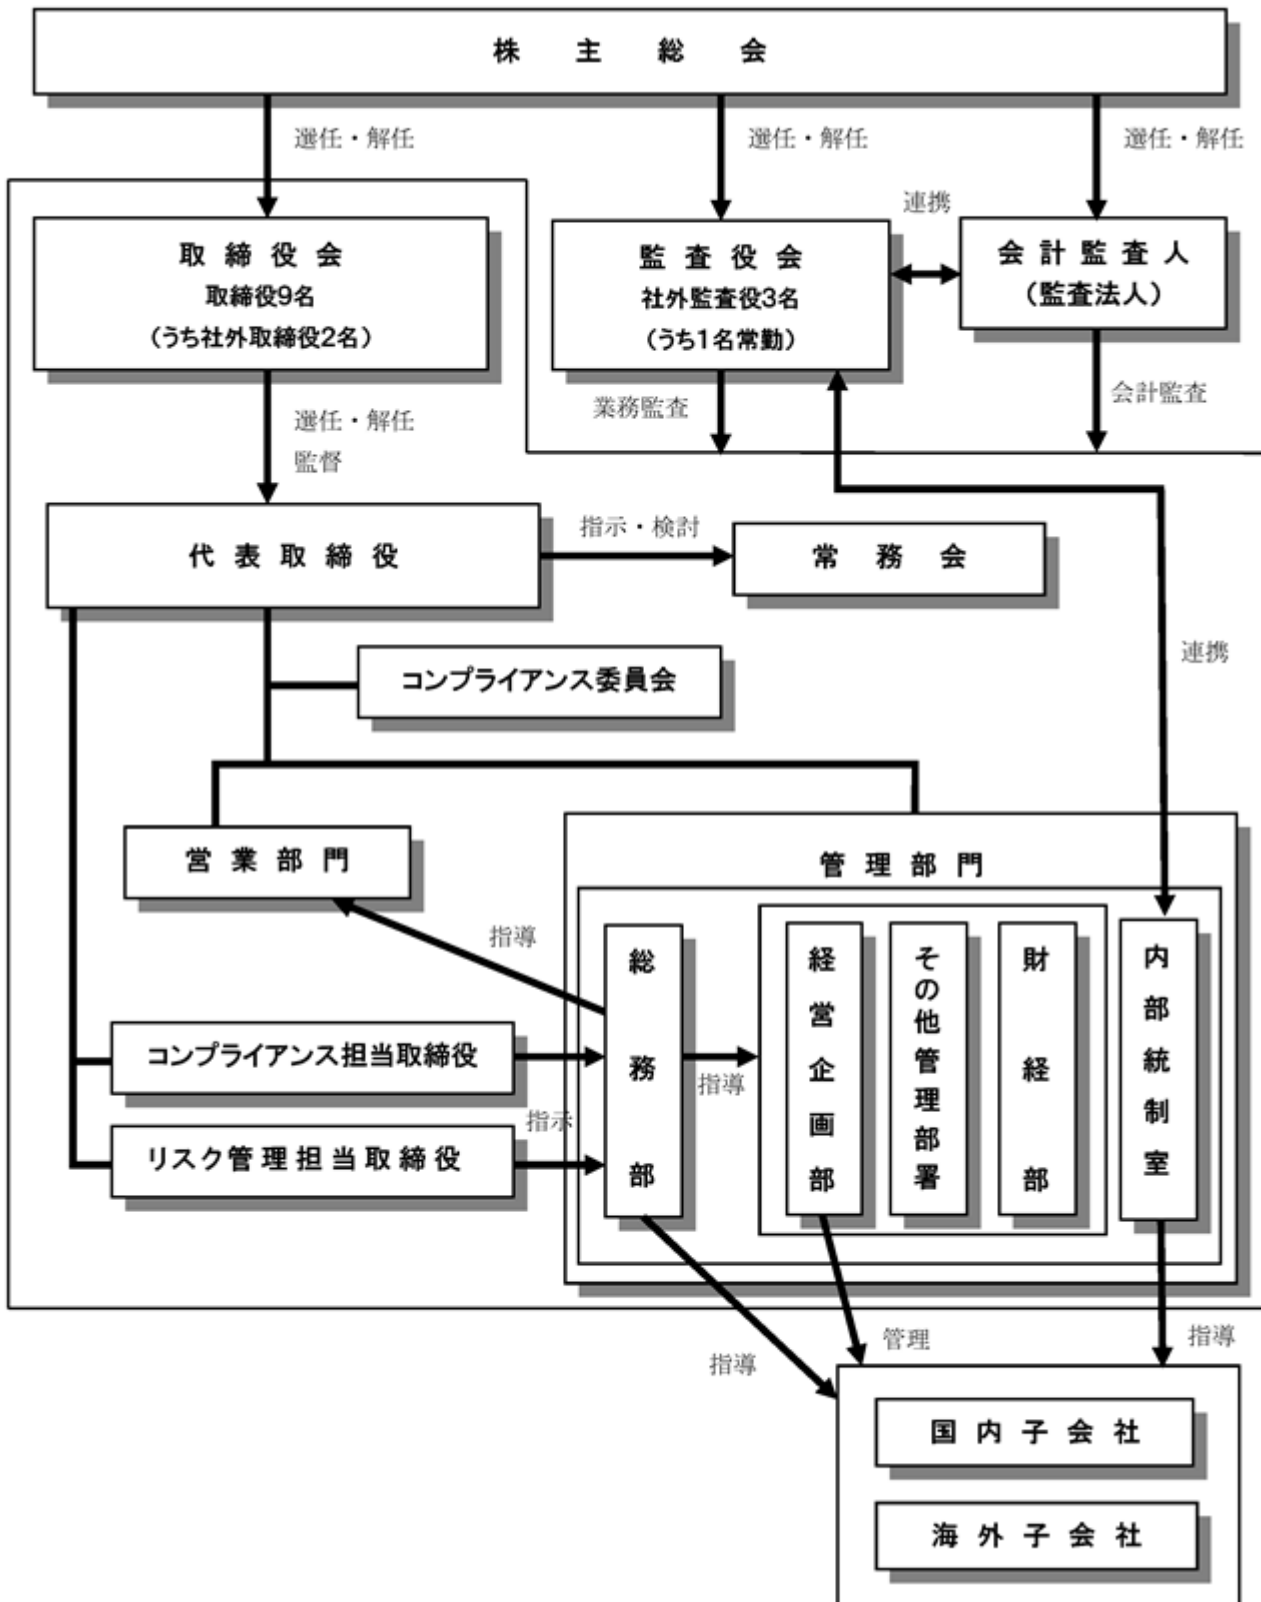 株主総会
選任・解任
選任・解任
選任・解任
取締役会
取締役9名
（うち社外取締役2名）
監査役会
社外監査役3名
（うち1名常勤）
連携
会計監査人
（監査法人）
選任・解任
監督
業務監査
会計監査
代表取締役
指示・検討
常務会
連携
コンプライアンス委員会
営業部門
管理部門
指導
総務部
経営企画部
その他管理部署
財経部
内部統制室
コンプライアンス担当取締役
指導
指示
リスク管理担当取締役
指導
管理
指導
国内子会社
海外子会社